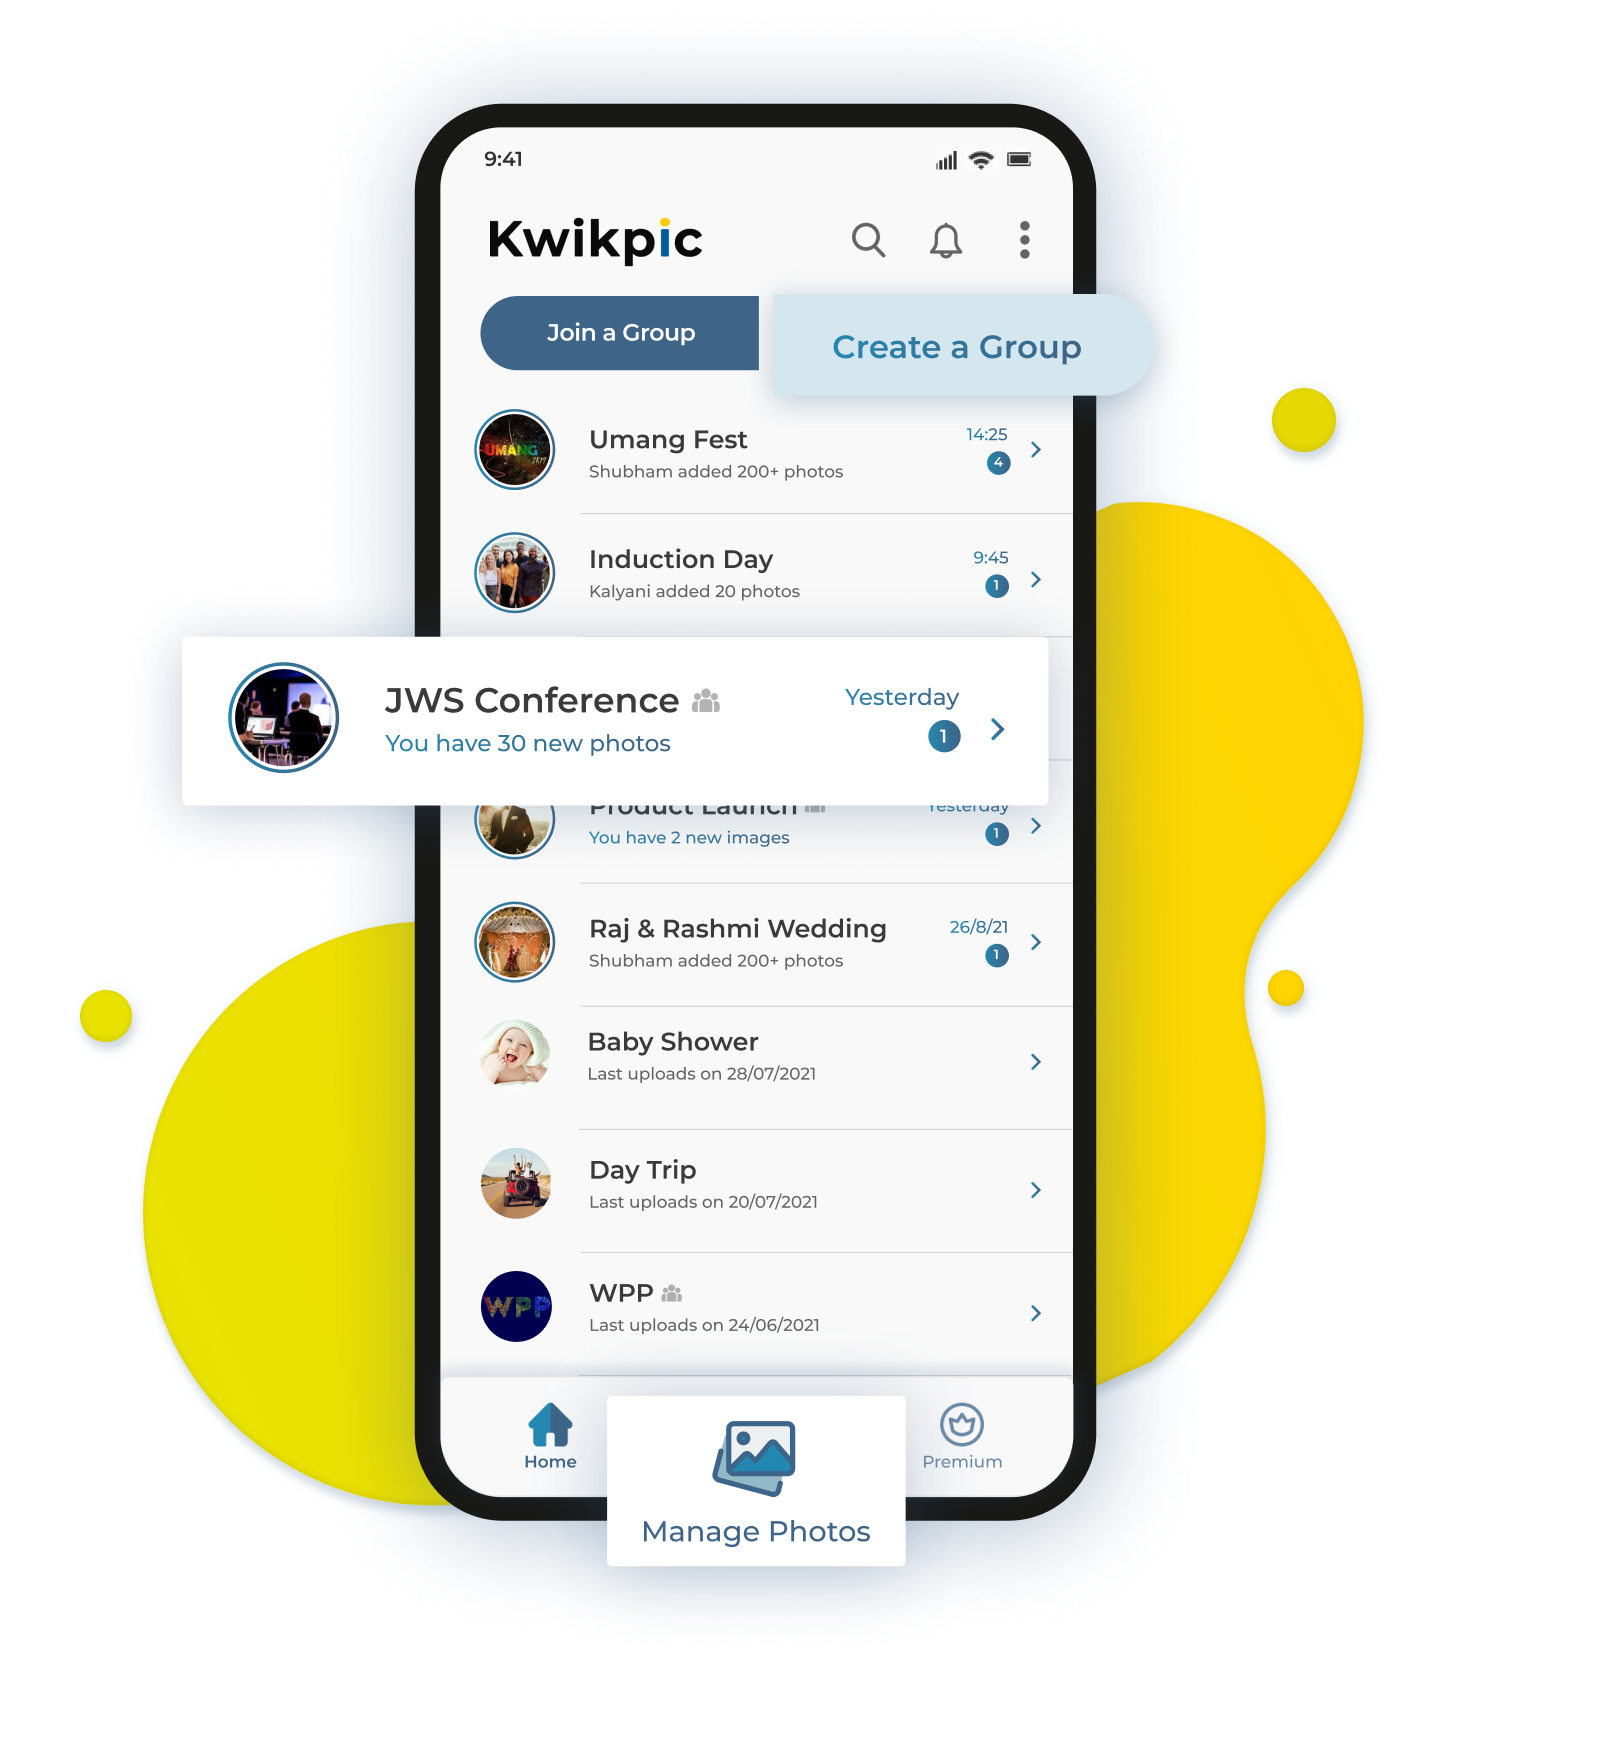 9:41
Kwikpic
Join a Group
Create a Group
UMANG
2K19
Umang Fest
14:25
Shubham added 200+ photos
4
Induction Day
9:45
Kalyani added 20 photos
1
JWS Conference
Yesterday
You have 30 new photos
1
Product Launch
Yesterday
You have 2 new images
1
Raj & Rashmi Wedding
26/8/21
Shubham added 200+ photos
1
Baby Shower
Last uploads on 28/07/2021
Day Trip
Last uploads on 20/07/2021
WPP
WPP
Last uploads on 24/06/2021
Home
Manage Photos
Premium